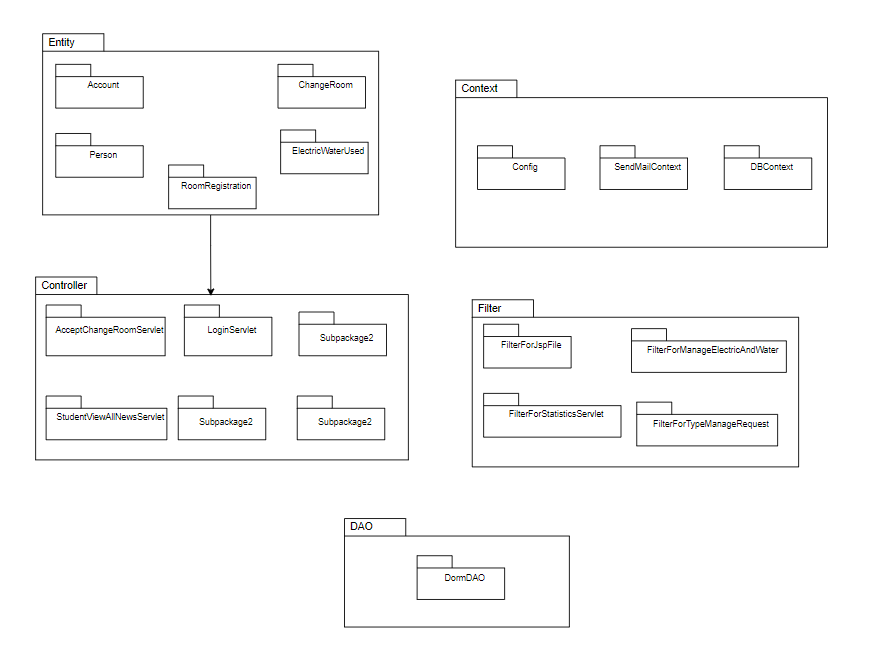 Entity
Account
ChangeRoom
Person
ElectricWaterUsed
RoomRegistration
Context
Config
SendMailContext
DBContext
Controller
AcceptChangeRoomServlet
LoginServlet
Subpackage2
StudentViewAllNewsServlet
Subpackage2
Subpackage2
Filter
FilterForJspFile
FilterForManageElectricAndWater
FilterForStatisticsServlet
FilterForTypeManageRequest
DAO
DormDAO